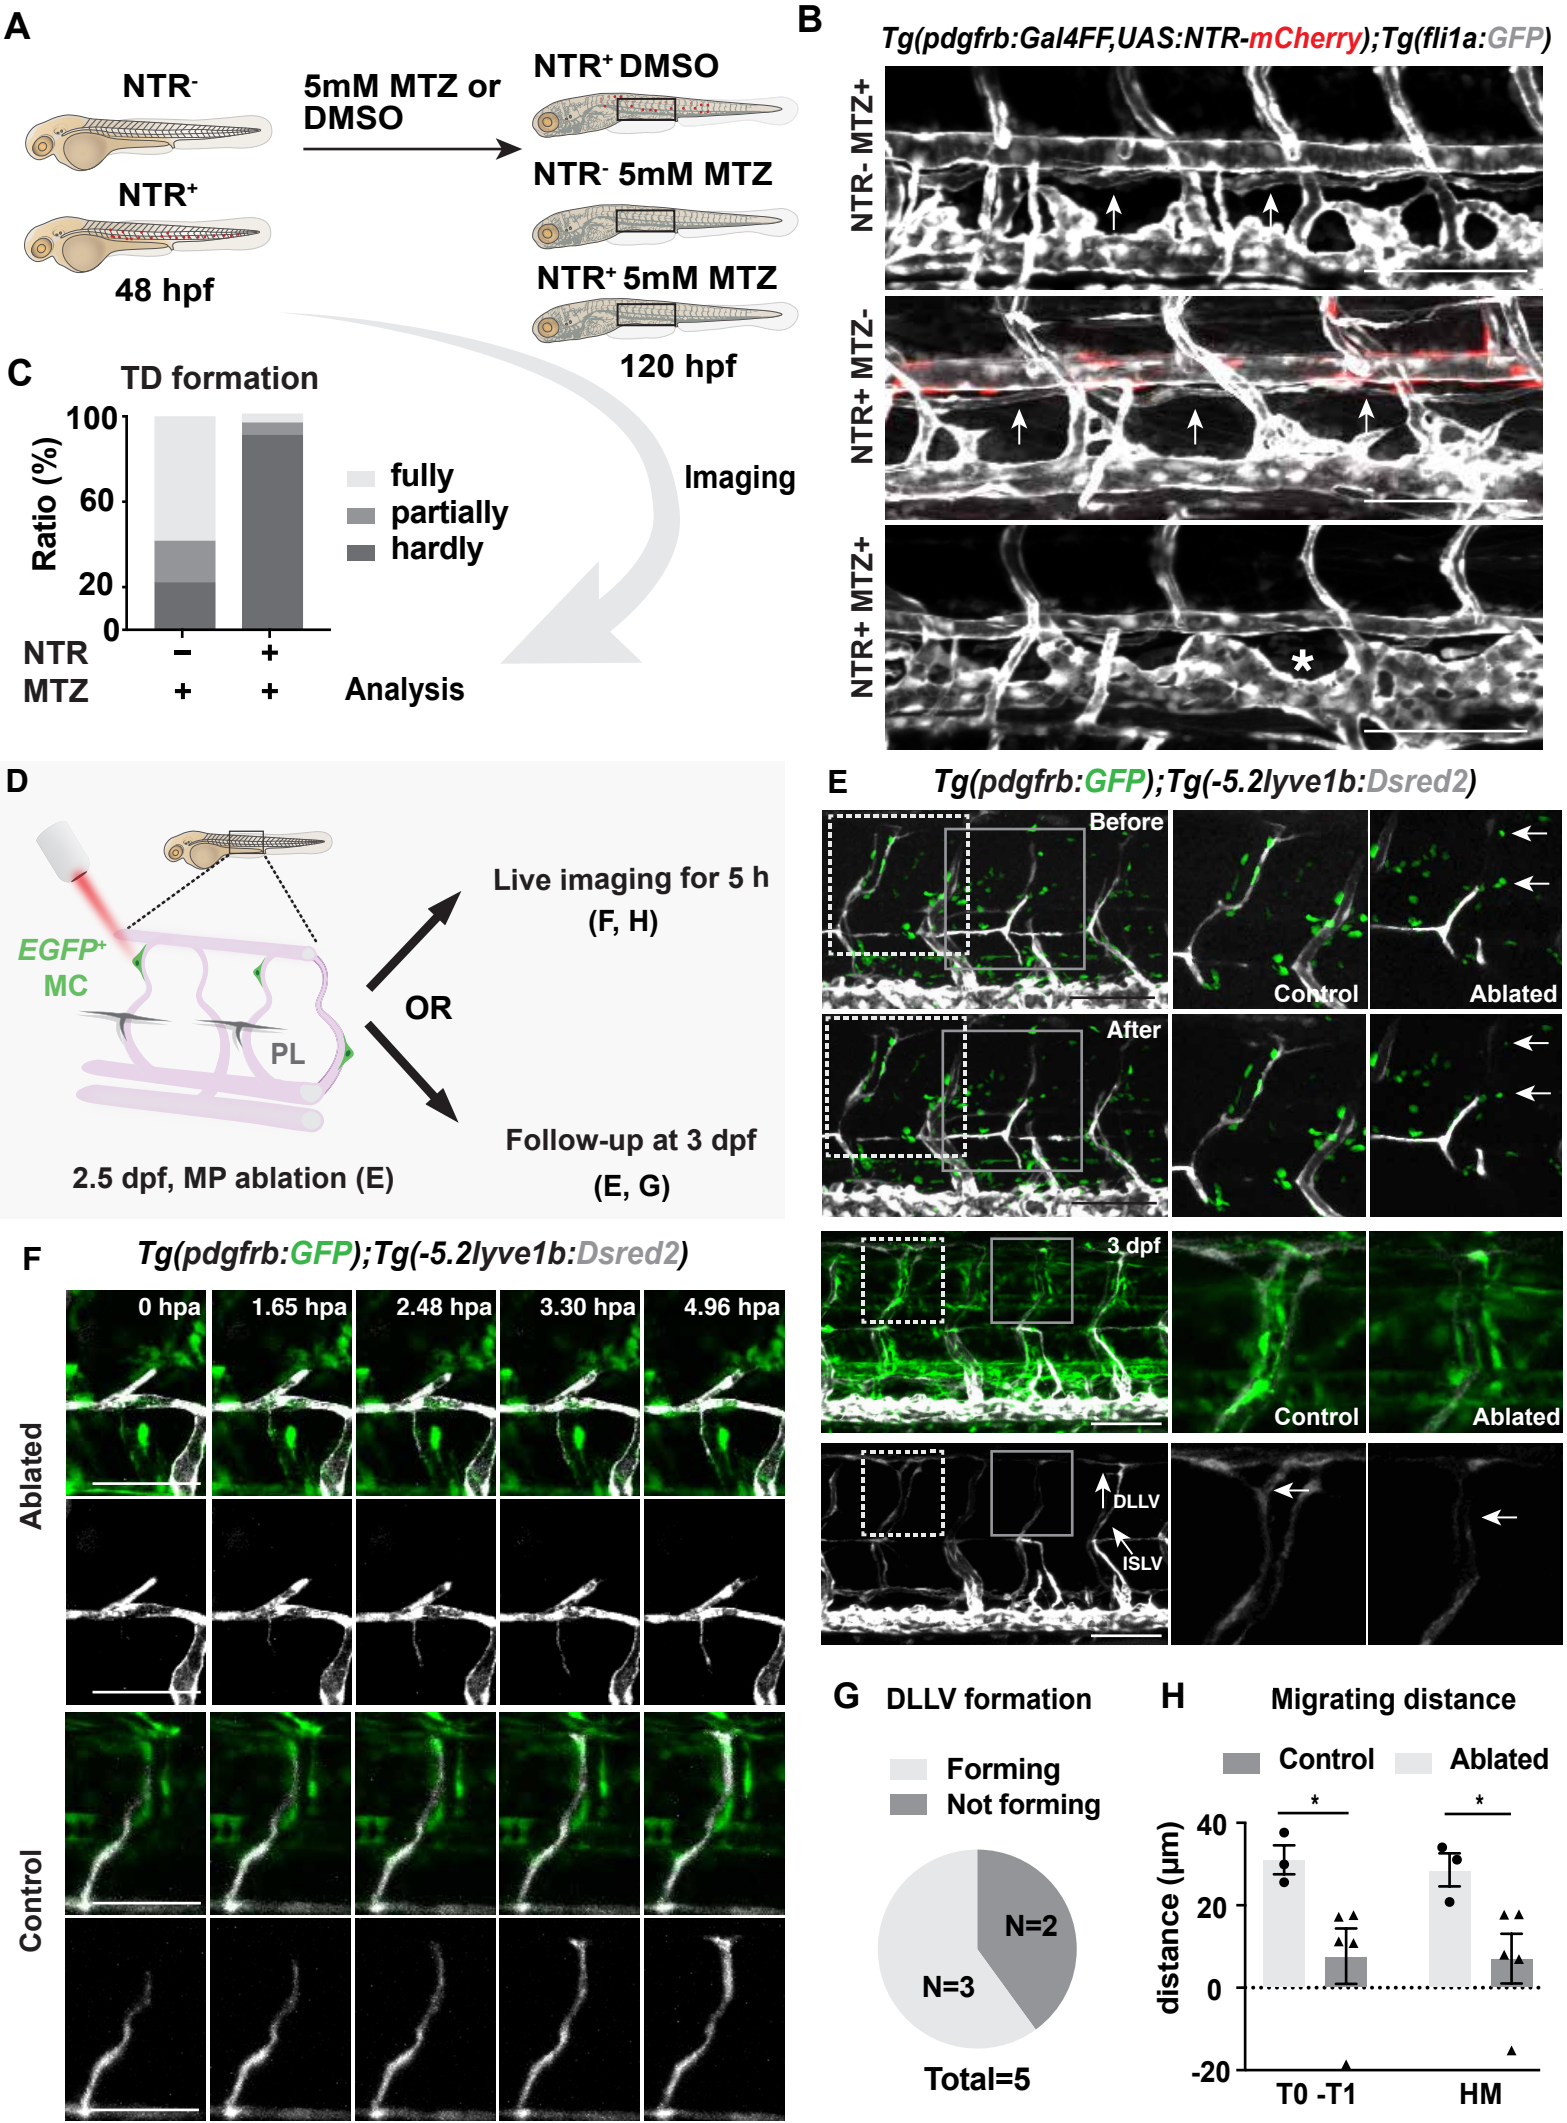 A
NTR-
NTR+
48 hpf
5mM MTZ or
DMSO
NTR+ DMSO
NTR- 5mM MTZ
NTR+ 5mM MTZ
120 hpf
Imaging
Analysis
B
Tg(pdgfrb:Gal4FF,UAS:NTR-mCherry);Tg(fli1a:GFP)
NTR- MTZ+
NTR+ MTZ-
NTR+ MTZ+
*
C
TD formation
Ratio (%)
100
60
20
0
fully
partially
hardly
NTR − +
MTZ + +
D
EGFP+
MC
PL
2.5 dpf, MP ablation (E)
Live imaging for 5 h
(F, H)
OR
Follow-up at 3 dpf
(E, G)
E
Tg(pdgfrb:GFP);Tg(-5.2lyve1b:Dsred2)
Before
Control
Ablated
After
3 dpf
Control
Ablated
DLLV
ISLV
F
Tg(pdgfrb:GFP);Tg(-5.2lyve1b:Dsred2)
0 hpa
1.65 hpa
2.48 hpa
3.30 hpa
4.96 hpa
Ablated
Control
G
DLLV formation
Forming
Not forming
N=2
N=3
Total=5
H
Migrating distance
Control
Ablated
distance (µm)
40
20
0
-20
*
*
T0 -T1
HM